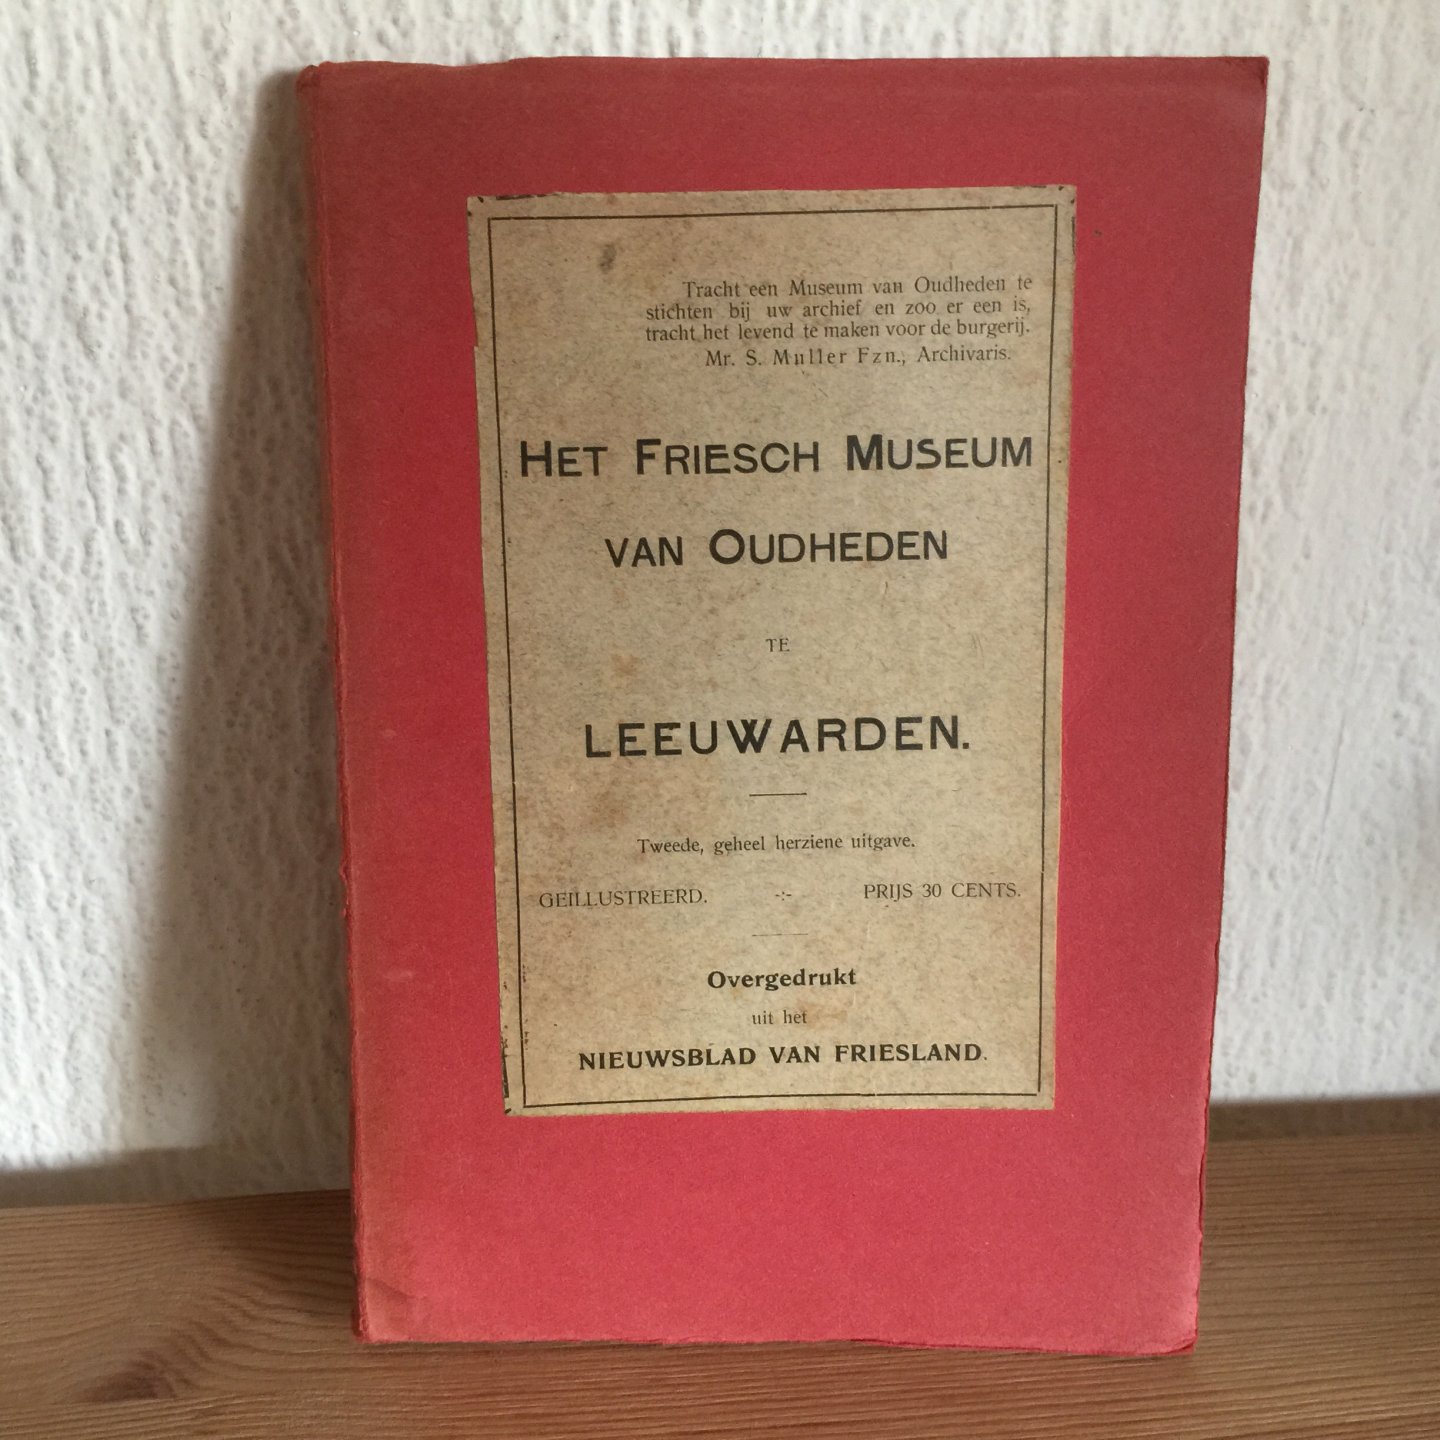 Tracht een Museum van Oudheden te
stichten bij uw archief en zoo er een is,
tracht het levend te maken voor de burgerij.
Mr. S. Muller Fzn., Archivaris.
HET FRIESCH MUSEUM
VAN OUDHEDEN
TE
LEEUWARDEN.
Tweede, geheel herziene uitgave.
GEILLUSTREERD. -:- PRIJS 30 CENTS.
Overgedrukt
uit het
NIEUWSBLAD VAN FRIESLAND.